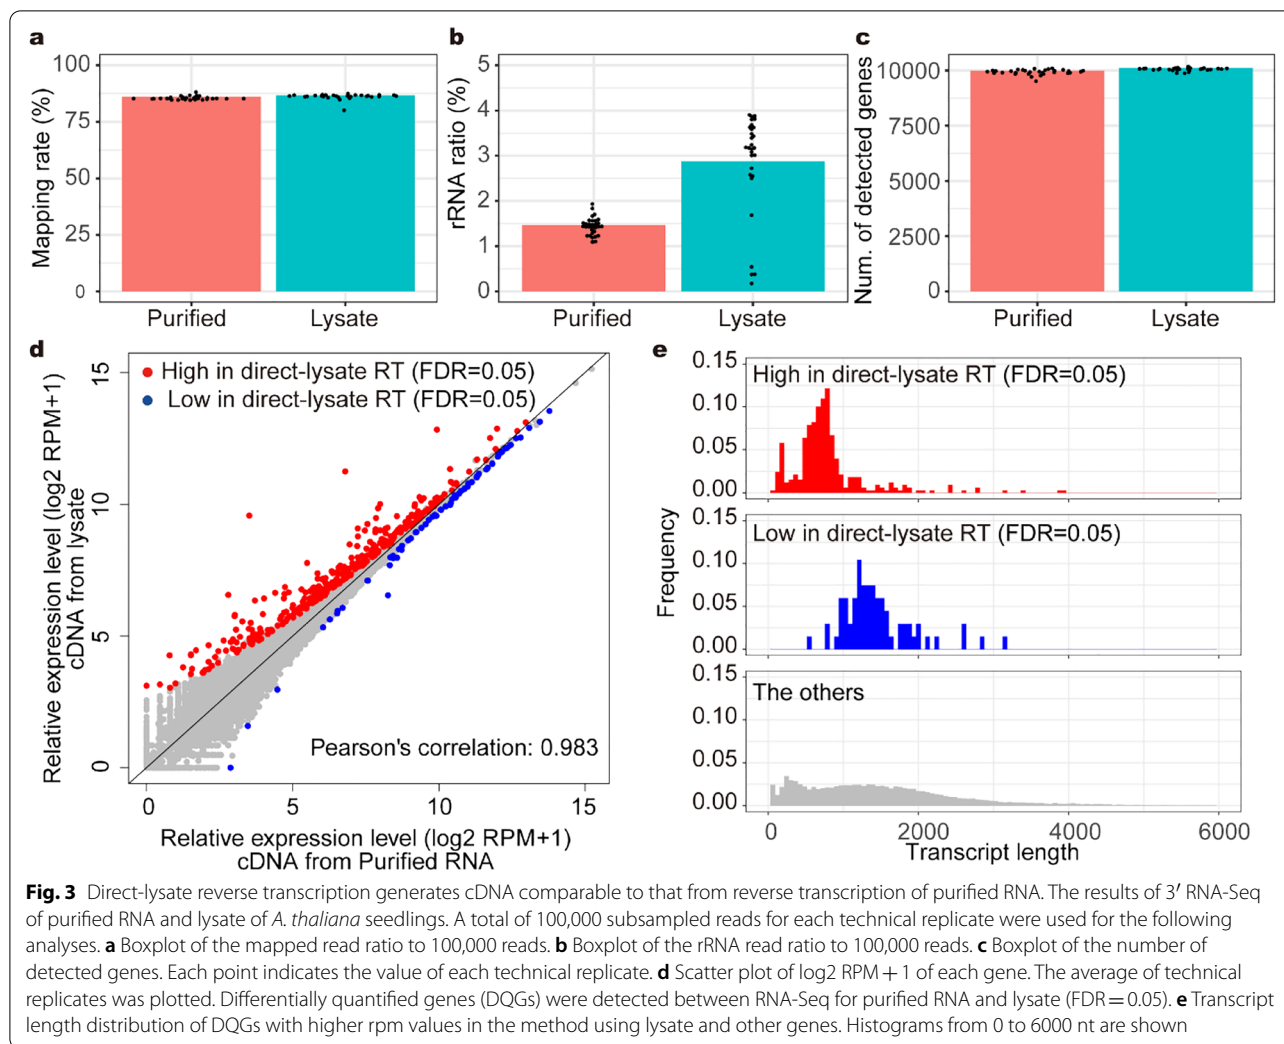 a
100
75
50
25
0
Mapping rate (%)
Purified
Lysate
b
5
4
3
2
1
0
rRNA ratio (%)
Purified
Lysate
c
10000
7500
5000
2500
0
Num. of detected genes
Purified
Lysate
d
High in direct-lysate RT (FDR=0.05)
Low in direct-lysate RT (FDR=0.05)
15
10
5
0
Relative expression level (log2 RPM+1)
cDNA from lysate
Pearson's correlation: 0.983
0
5
10
15
Relative expression level (log2 RPM+1)
cDNA from Purified RNA
e
0.15
0.10
0.05
0.00
High in direct-lysate RT (FDR=0.05)
0.15
0.10
0.05
0.00
Low in direct-lysate RT (FDR=0.05)
Frequency
0.15
0.10
0.05
0.00
The others
0
2000
4000
6000
Transcript length
Fig. 3 Direct-lysate reverse transcription generates cDNA comparable to that from reverse transcription of purified RNA. The results of 3′ RNA-Seq
of purified RNA and lysate of A. thaliana seedlings. A total of 100,000 subsampled reads for each technical replicate were used for the following
analyses. a Boxplot of the mapped read ratio to 100,000 reads. b Boxplot of the rRNA read ratio to 100,000 reads. c Boxplot of the number of
detected genes. Each point indicates the value of each technical replicate. d Scatter plot of log2 RPM + 1 of each gene. The average of technical
replicates was plotted. Differentially quantified genes (DQGs) were detected between RNA-Seq for purified RNA and lysate (FDR = 0.05). e Transcript
length distribution of DQGs with higher rpm values in the method using lysate and other genes. Histograms from 0 to 6000 nt are shown